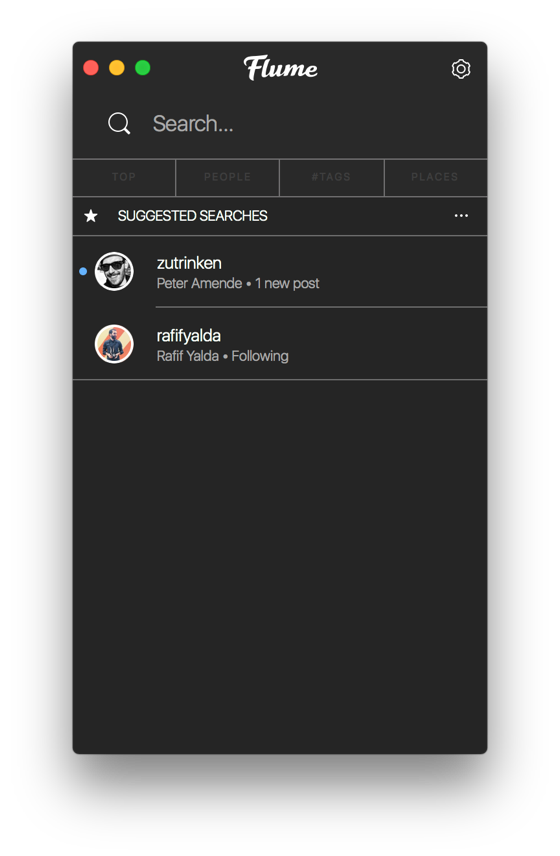 Flume
Search...
TOP PEOPLE #TAGS PLACES
SUGGESTED SEARCHES
zutrinken
Peter Amende • 1 new post
rafifyalda
Rafif Yalda • Following